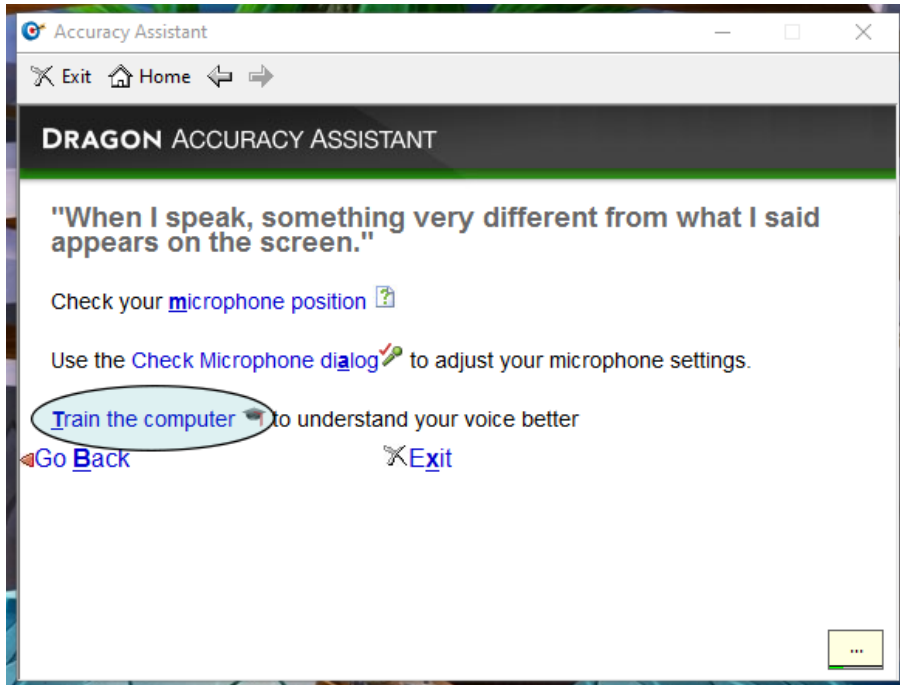 Accuracy Assistant
Exit Home
DRAGON ACCURACY ASSISTANT
"When I speak, something very different from what I said
appears on the screen."
Check your microphone position
Use the Check Microphone dialog to adjust your microphone settings.
Train the computer to understand your voice better
Go Back Exit
...